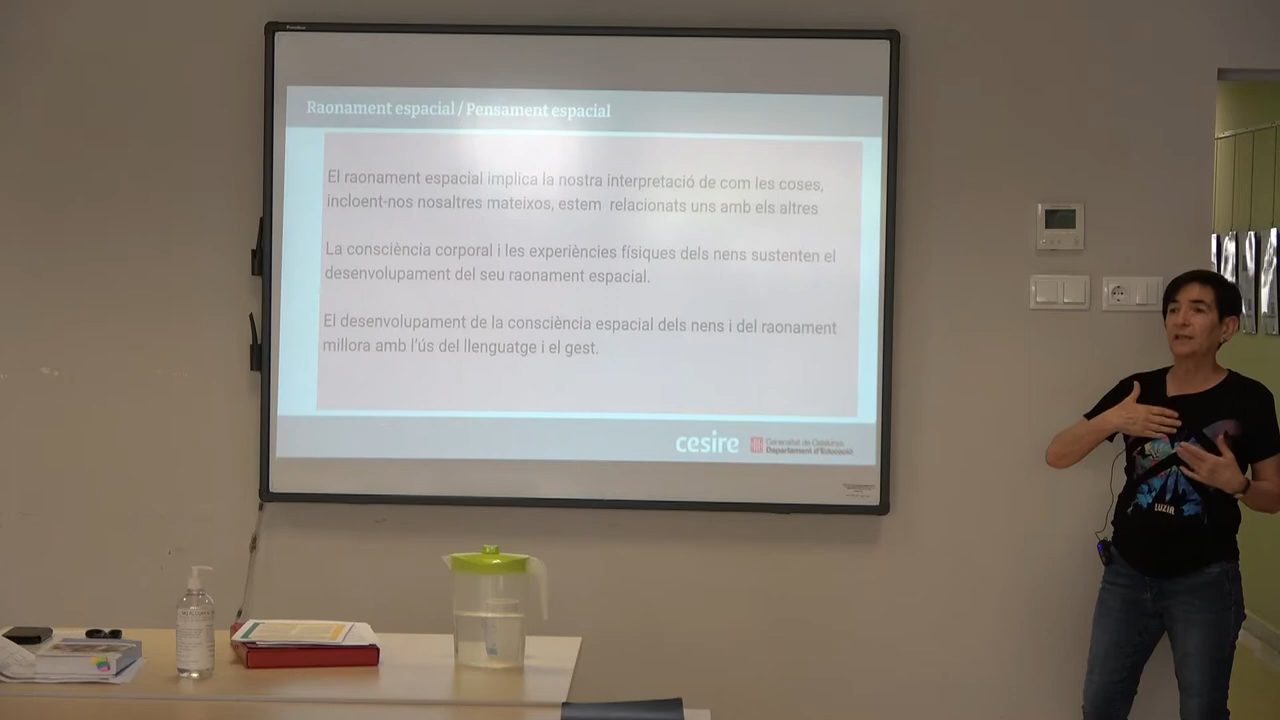 Raonament espacial / Pensament espacial
El raonament espacial implica la nostra interpretació de com les coses,
incloent-nos nosaltres mateixos, estem relacionats uns amb els altres
La consciència corporal i les experiències físiques dels nens sustenten el
desenvolupament del seu raonament espacial.
El desenvolupament de la consciència espacial dels nens i del raonament
millora amb l'ús del llenguatge i el gest.
cesire
Generalitat de Catalunya
Departament d'Educació
LUZIA